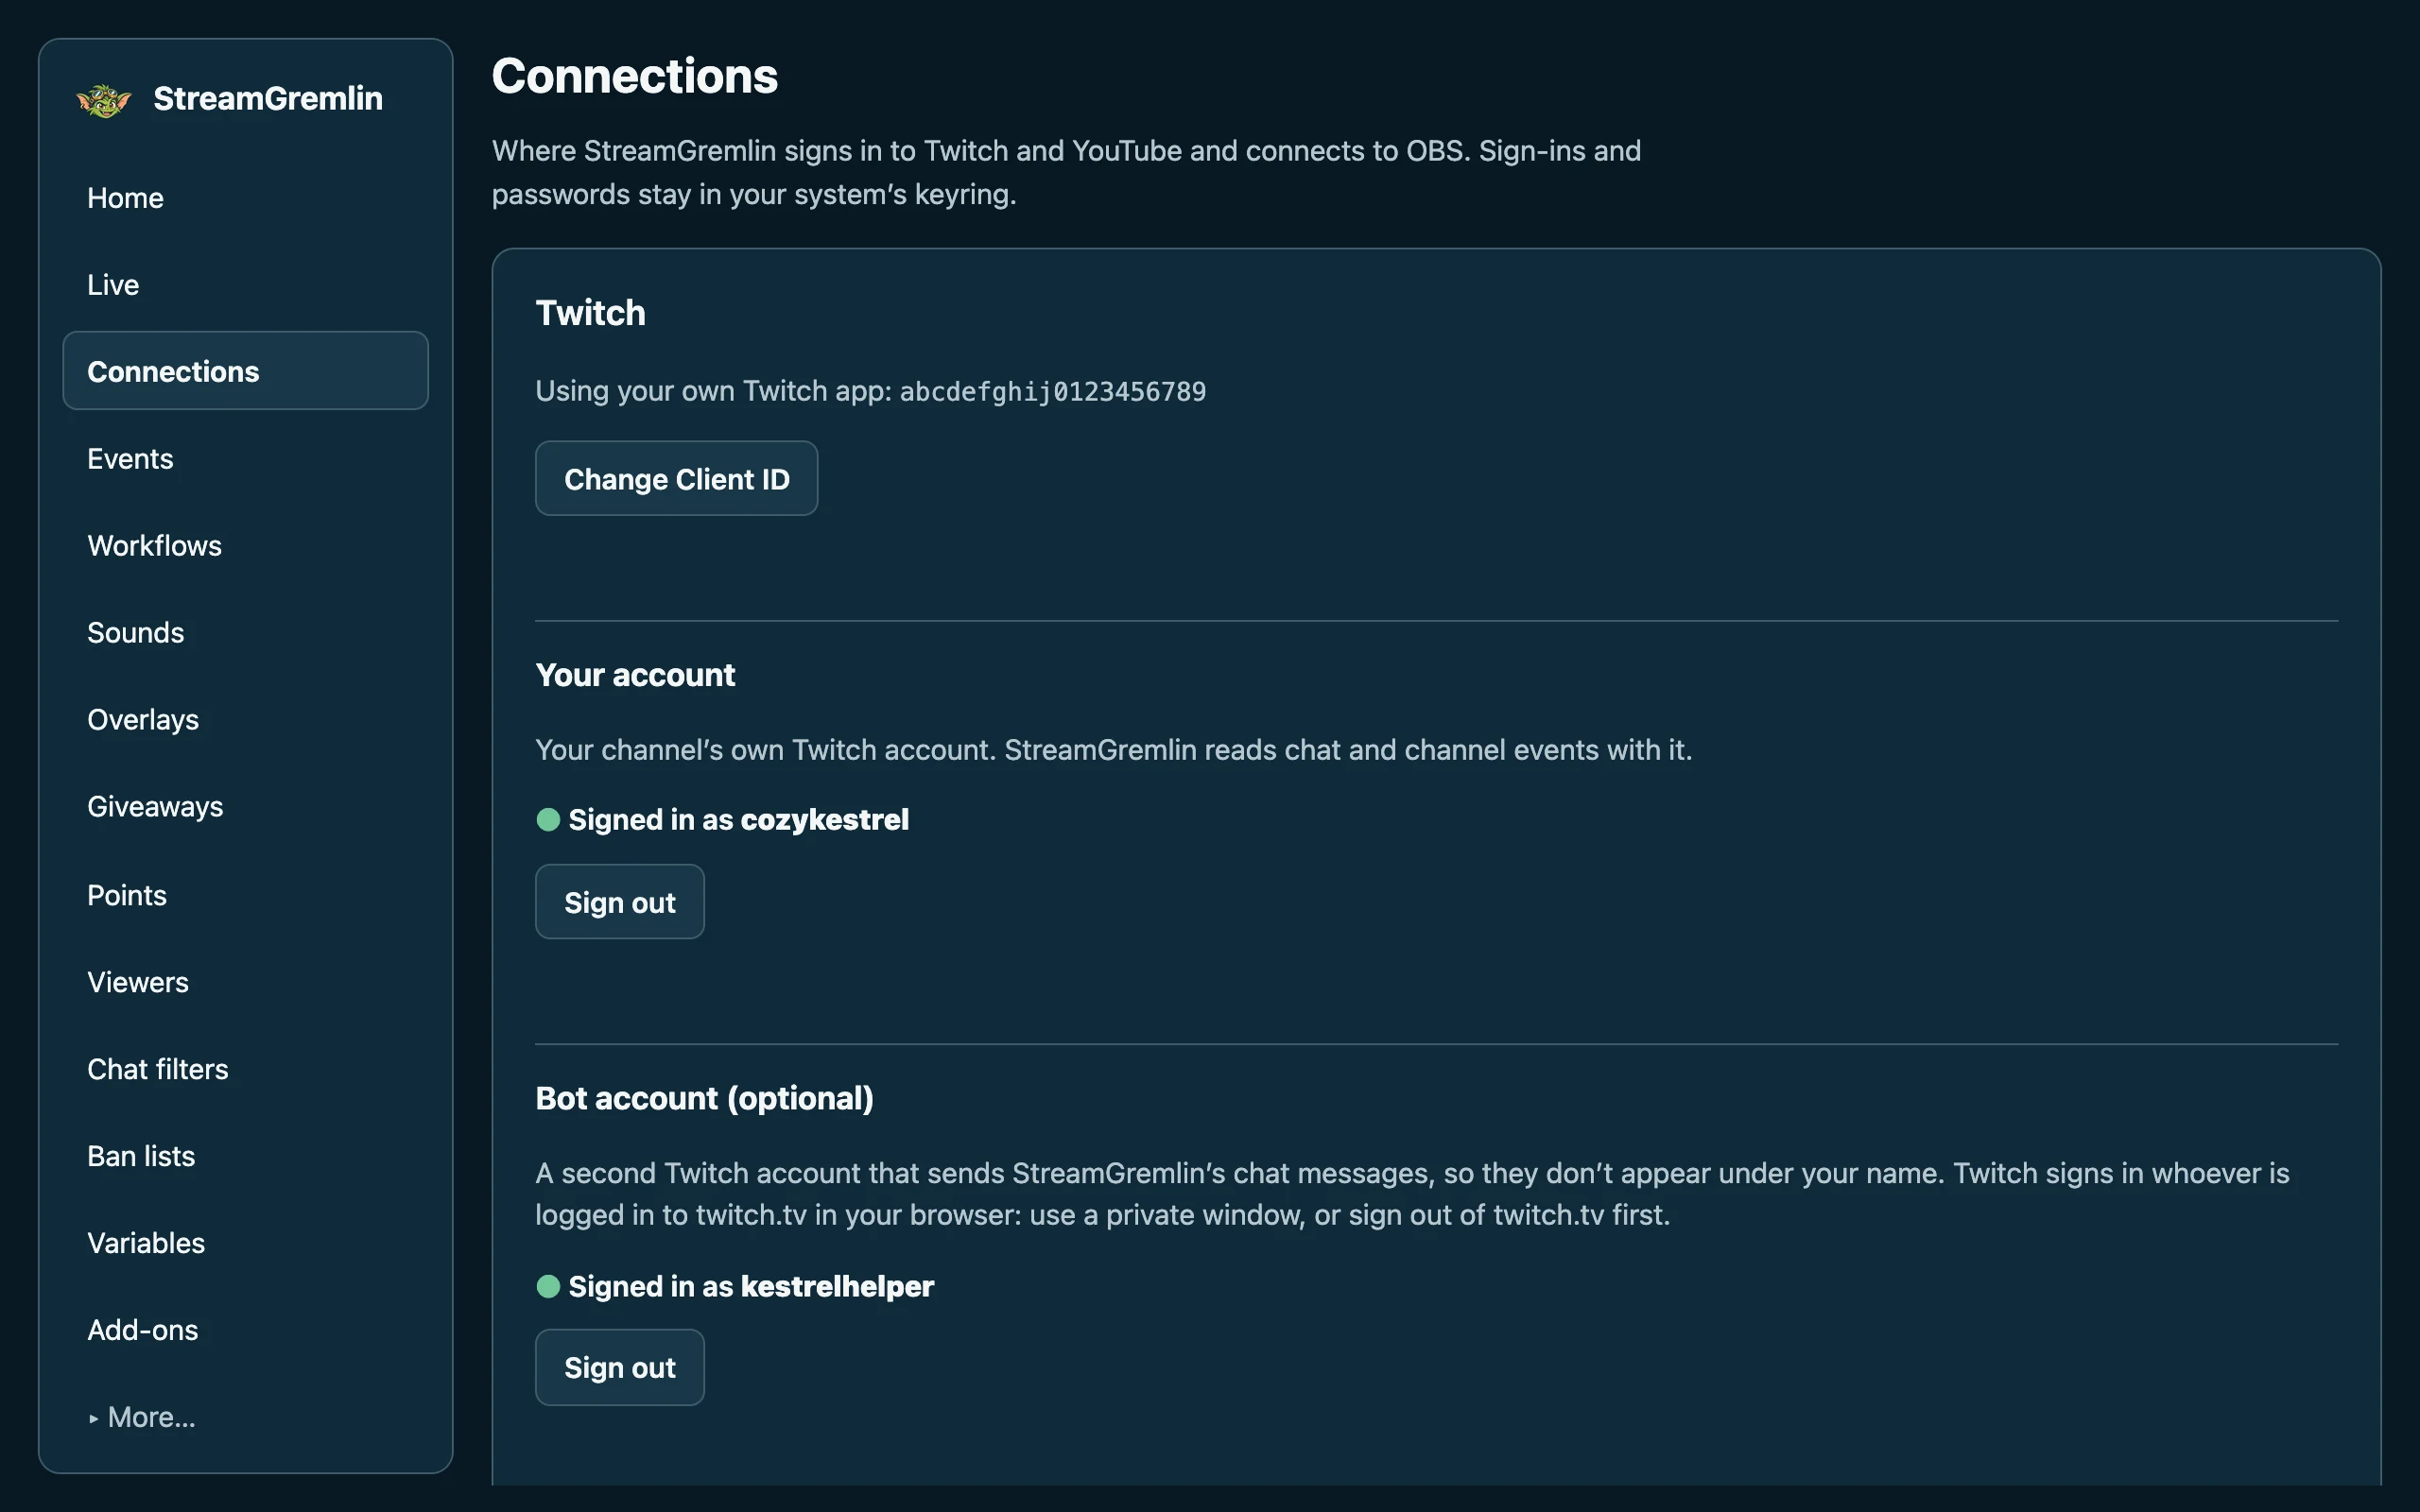 StreamGremlin
Home
Live
Connections
Events
Workflows
Sounds
Overlays
Giveaways
Points
Viewers
Chat filters
Ban lists
Variables
Add-ons
▸ More...
Connections
Where StreamGremlin signs in to Twitch and YouTube and connects to OBS. Sign-ins and
passwords stay in your system’s keyring.
Twitch
Using your own Twitch app: abcdefghij0123456789
Change Client ID
Your account
Your channel’s own Twitch account. StreamGremlin reads chat and channel events with it.
Signed in as cozykestrel
Sign out
Bot account (optional)
A second Twitch account that sends StreamGremlin’s chat messages, so they don’t appear under your name. Twitch signs in whoever is
logged in to twitch.tv in your browser: use a private window, or sign out of twitch.tv first.
Signed in as kestrelhelper
Sign out